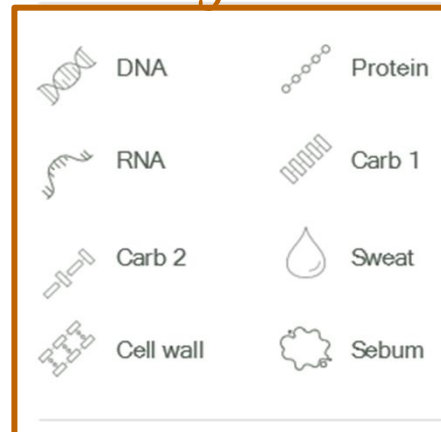 DNA
Protein
RNA
Carb 1
Carb 2
Sweat
Cell wall
Sebum